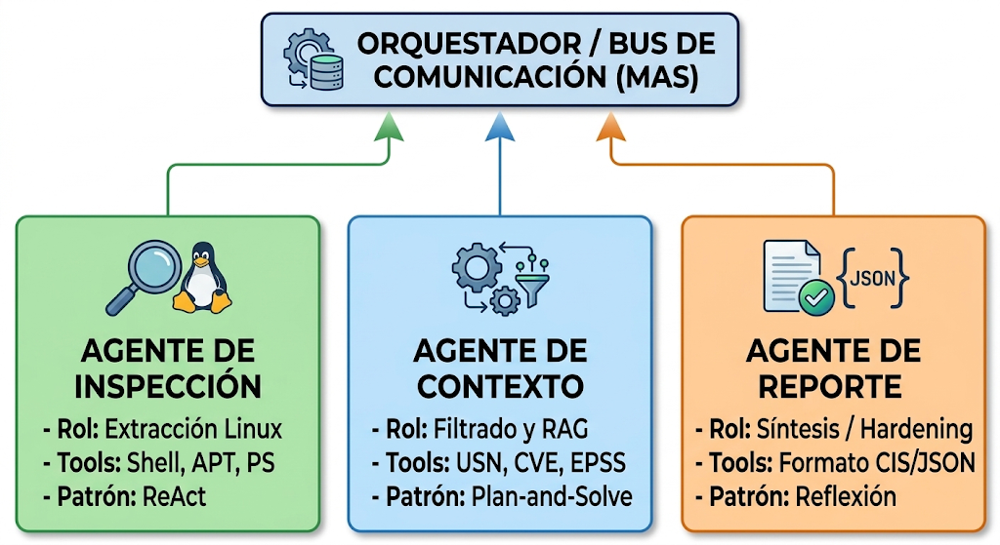 ORQUESTADOR / BUS DE
COMUNICACIÓN (MAS)
AGENTE DE
INSPECCIÓN
- Rol: Extracción Linux
- Tools: Shell, APT, PS
- Patrón: ReAct
AGENTE DE
CONTEXTO
- Rol: Filtrado y RAG
- Tools: USN, CVE, EPSS
- Patrón: Plan-and-Solve
{JSON}
AGENTE DE
REPORTE
- Rol: Síntesis / Hardening
- Tools: Formato CIS/JSON
- Patrón: Reflexión